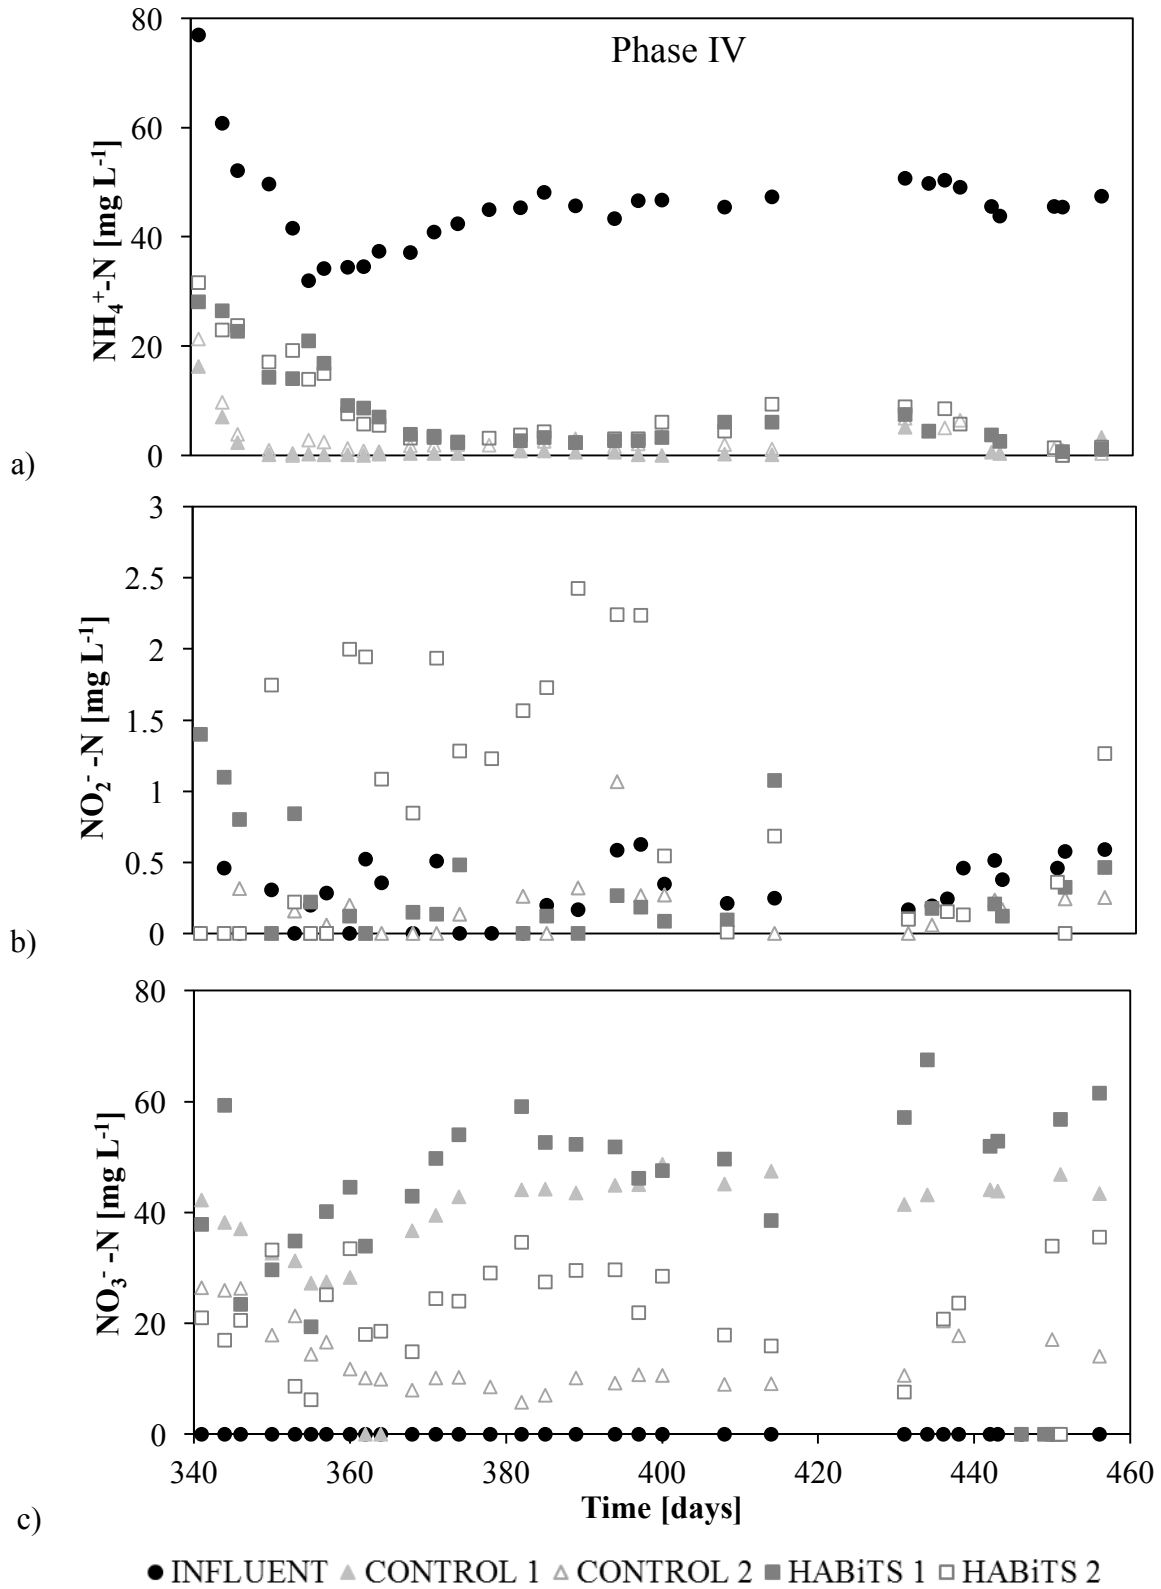 Phase IV
80
60
40
20
0
NH₄⁺-N [mg L⁻¹]
a)
3
2.5
2
1.5
1
0.5
0
NO₂⁻ -N [mg L⁻¹]
b)
80
60
40
20
0
NO₃⁻ -N [mg L⁻¹]
340 360 380 400 420 440 460
Time [days]
c)
INFLUENT CONTROL 1 CONTROL 2 HABiTS 1 HABiTS 2